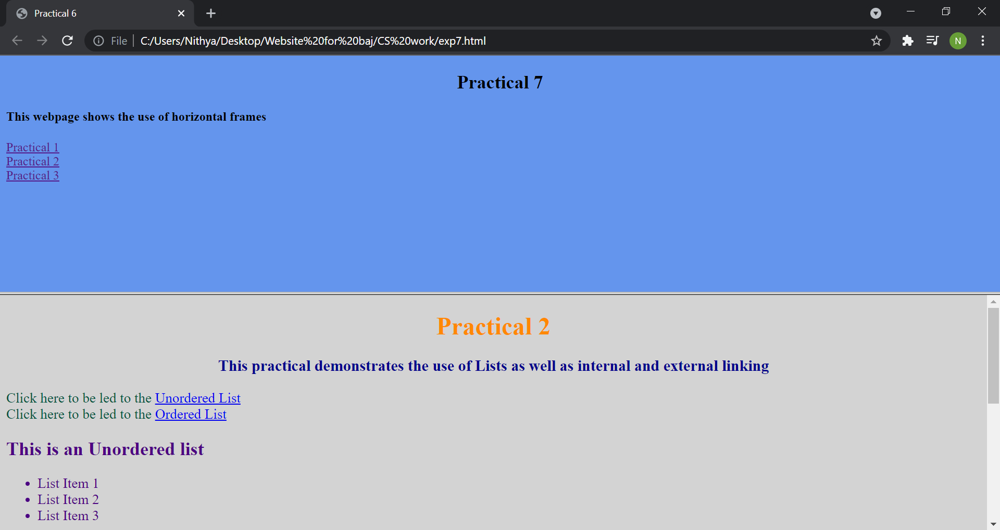 Practical 6
File C:/Users/Nithya/Desktop/Website%20for%20baj/CS%20work/exp7.html
N
Practical 7
This webpage shows the use of horizontal frames
Practical 1
Practical 2
Practical 3
Practical 2
This practical demonstrates the use of Lists as well as internal and external linking
Click here to be led to the Unordered List
Click here to be led to the Ordered List
This is an Unordered list
• List Item 1
• List Item 2
• List Item 3